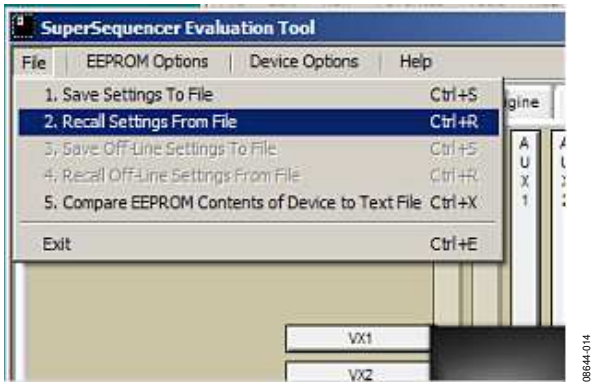 SuperSequencer Evaluation Tool
File | EEPROM Options | Device Options | Help
1. Save Settings To File Ctrl+S
2. Recall Settings From File Ctrl+R
3. Save Off-Line Settings To File Ctrl+S
4. Recall Off-Line Settings From File Ctrl+R
5. Compare EEPROM Contents of Device to Text File Ctrl+X
Exit Ctrl+E
gine
AUX1
VX1
VX2
08644-014